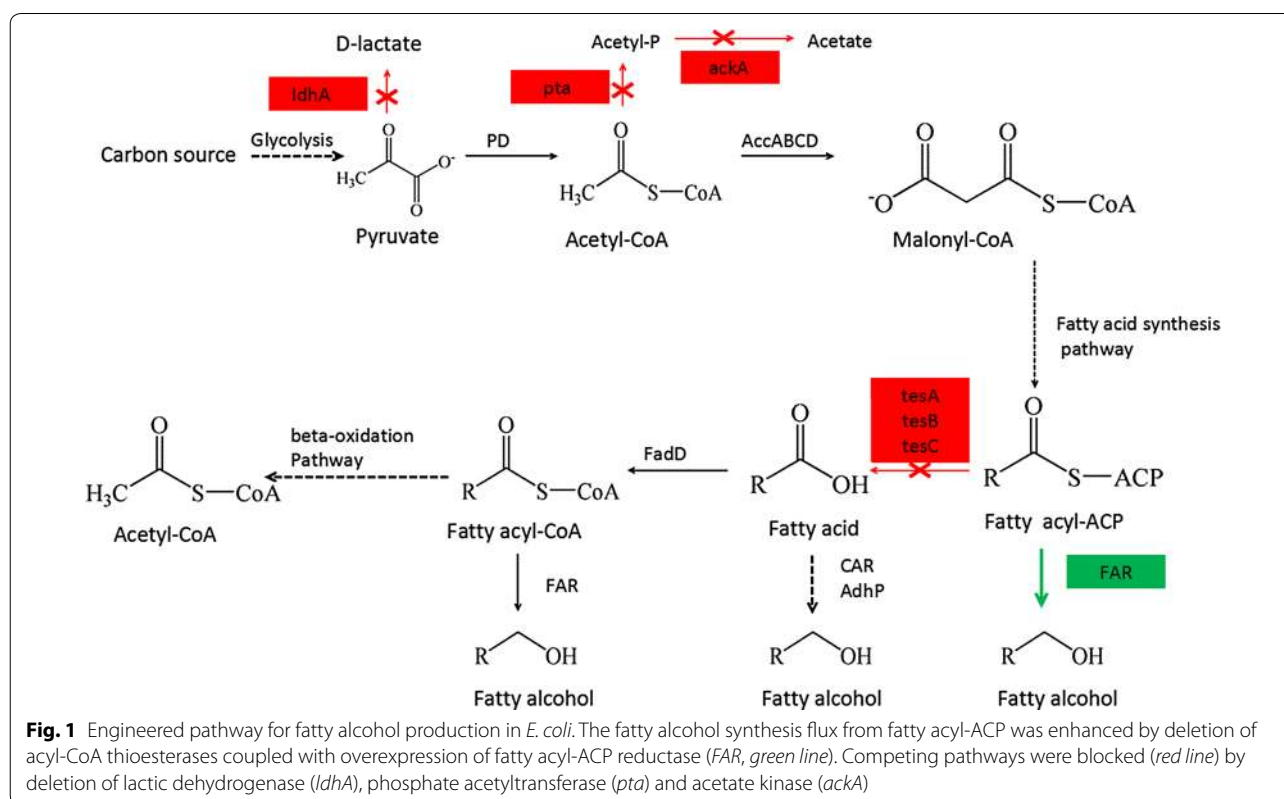 D-lactate
Acetyl-P
Acetate
ldhA
pta
ackA
Carbon source
Glycolysis
PD
AccABCD
O
H₃C
O⁻
O
Pyruvate
O
H₃C
S—CoA
Acetyl-CoA
O
O
⁻O
S—CoA
Malonyl-CoA
Fatty acid synthesis
pathway
O
H₃C
S—CoA
Acetyl-CoA
beta-oxidation
Pathway
O
R
S—CoA
Fatty acyl-CoA
FadD
O
R
OH
Fatty acid
tesA
tesB
tesC
O
R
S—ACP
Fatty acyl-ACP
FAR
CAR
AdhP
FAR
R
OH
Fatty alcohol
R
OH
Fatty alcohol
R
OH
Fatty alcohol
Fig. 1 Engineered pathway for fatty alcohol production in E. coli. The fatty alcohol synthesis flux from fatty acyl-ACP was enhanced by deletion of
acyl-CoA thioesterases coupled with overexpression of fatty acyl-ACP reductase (FAR, green line). Competing pathways were blocked (red line) by
deletion of lactic dehydrogenase (ldhA), phosphate acetyltransferase (pta) and acetate kinase (ackA)